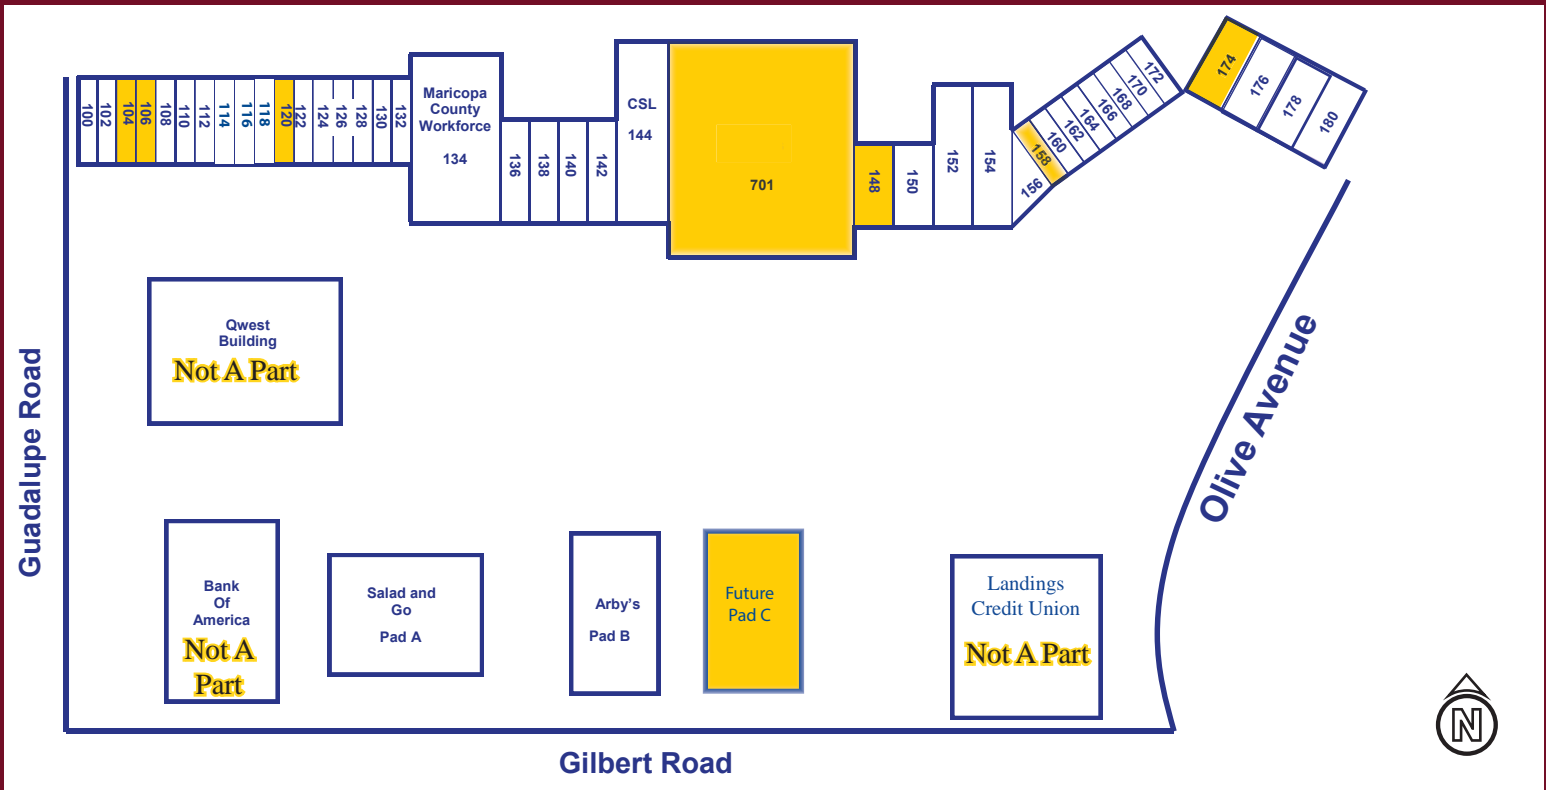 100
102
104
106
108
110
112
114
116
118
120
122
124
126
128
130
132
Maricopa
County
Workforce
134
136
138
140
142
CSL
144
701
148
150
152
154
156
158
160
162
164
166
168
170
172
174
176
178
180
Qwest
Building
Not A Part
Guadalupe Road
Olive Avenue
Bank
Of
America
Not A
Part
Salad and
Go
Pad A
Arby's
Pad B
Future
Pad C
Landings
Credit Union
Not A Part
Gilbert Road
N